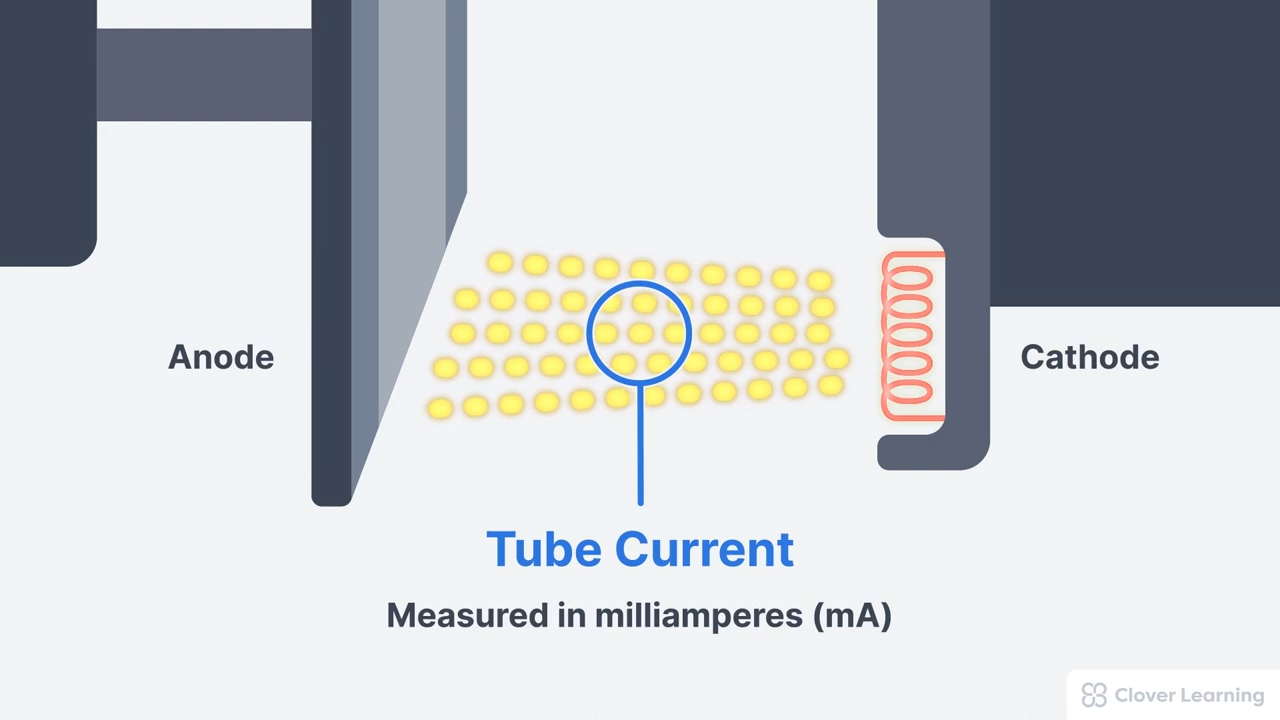 Anode
Cathode
Tube Current
Measured in milliamperes (mA)
Clover Learning